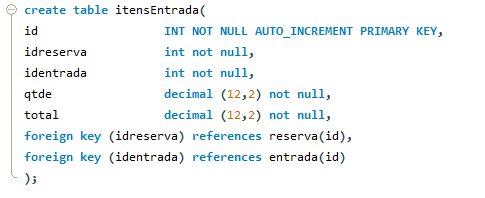 create table itensEntrada(
id INT NOT NULL AUTO_INCREMENT PRIMARY KEY,
idreserva int not null,
identrada int not null,
qtde decimal (12,2) not null,
total decimal (12,2) not null,
foreign key (idreserva) references reserva(id),
foreign key (identrada) references entrada(id)
);